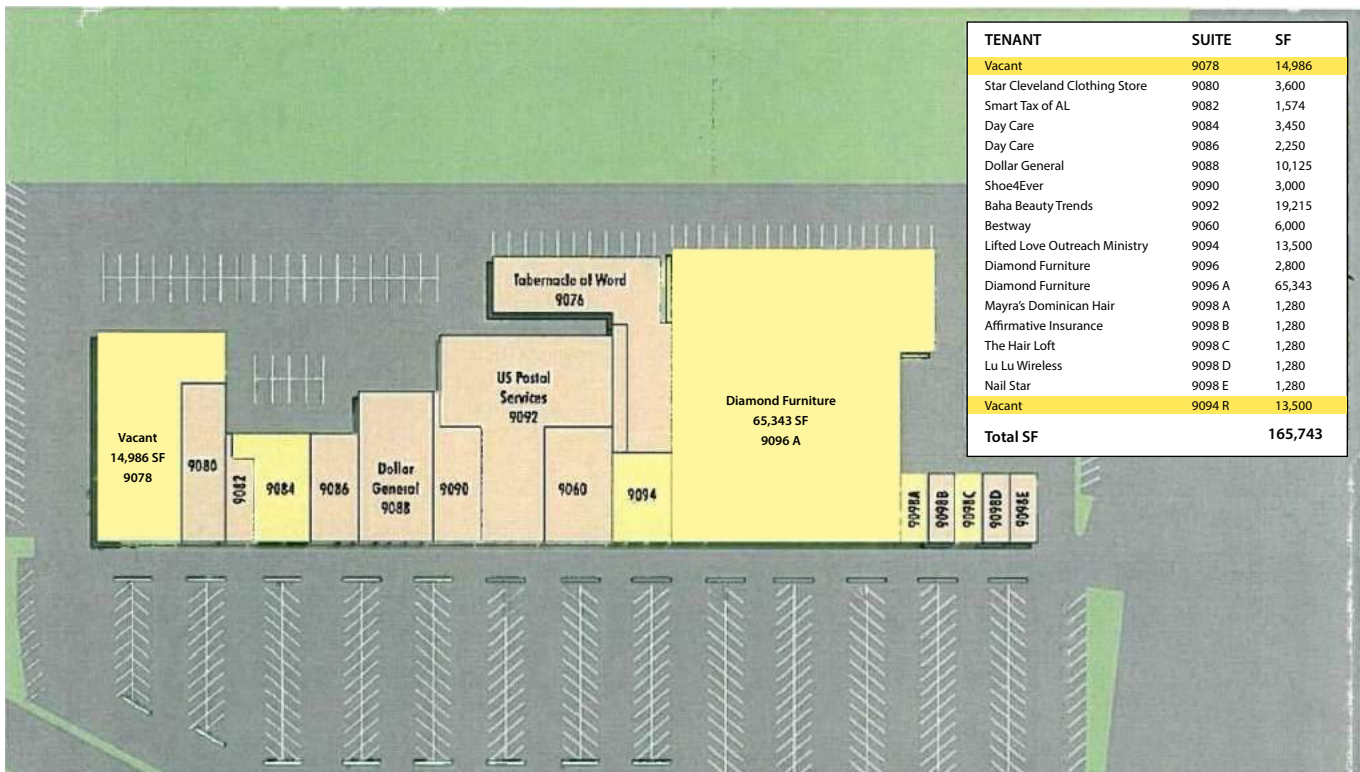 TENANT SUITE SF
Vacant 9078 14,986
Star Cleveland Clothing Store 9080 3,600
Smart Tax of AL 9082 1,574
Day Care 9084 3,450
Day Care 9086 2,250
Dollar General 9088 10,125
Shoe4Ever 9090 3,000
Baha Beauty Trends 9092 19,215
Bestway 9060 6,000
Lifted Love Outreach Ministry 9094 13,500
Diamond Furniture 9096 2,800
Diamond Furniture 9096 A 65,343
Mayra's Dominican Hair 9098 A 1,280
Affirmative Insurance 9098 B 1,280
The Hair Loft 9098 C 1,280
Lu Lu Wireless 9098 D 1,280
Nail Star 9098 E 1,280
Vacant 9094 R 13,500
Total SF 165,743
Tabernacle of Word
9076
US Postal
Services
9092
Diamond Furniture
65,343 SF
9096 A
Vacant
14,986 SF
9078
9080
9082
9084
9086
Dollar
General
9088
9090
9060
9094
9098A
9098B
9098C
9098D
9098E